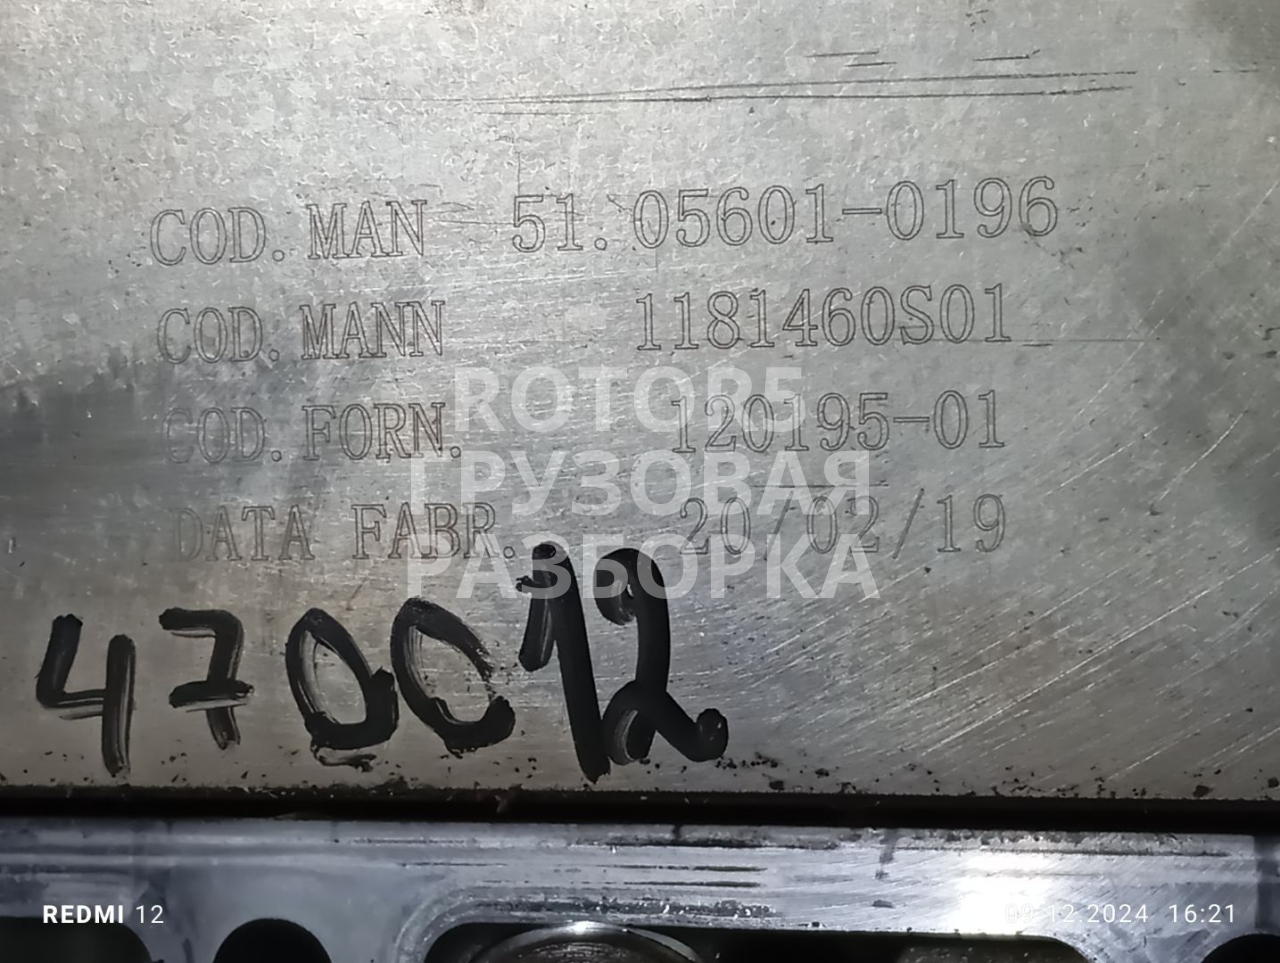 COD. MAN 51.05601-0196
COD. MANN 1181460S01
COD. FORN. 120195-01
DATA FABR. 20/02/19
ROTOR5
ГРУЗОВАЯ
РАЗБОРКА
470012
REDMI 12
09.12.2024 16:21